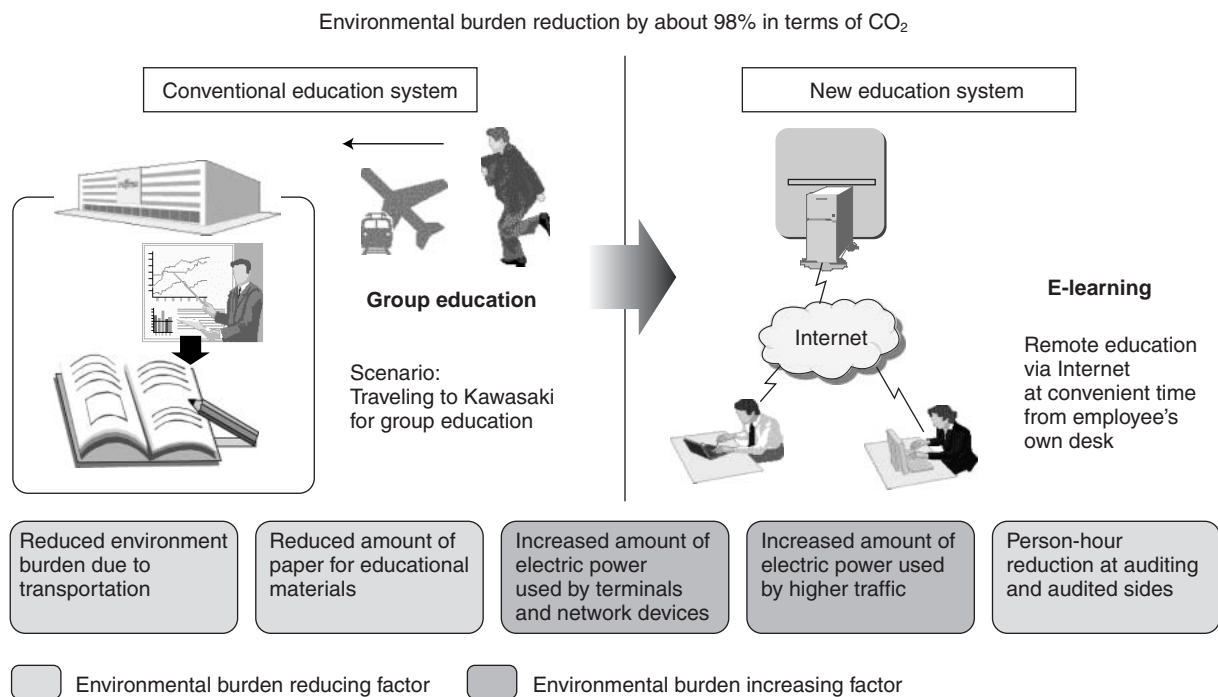 Environmental burden reduction by about 98% in terms of CO₂
Conventional education system
New education system
Group education
Scenario:
Traveling to Kawasaki
for group education
Internet
E-learning
Remote education
via Internet
at convenient time
from employee's
own desk
Reduced environment
burden due to
transportation
Reduced amount of
paper for educational
materials
Increased amount of
electric power
used by terminals
and network devices
Increased amount of
electric power used
by higher traffic
Person-hour
reduction at auditing
and audited sides
Environmental burden reducing factor
Environmental burden increasing factor